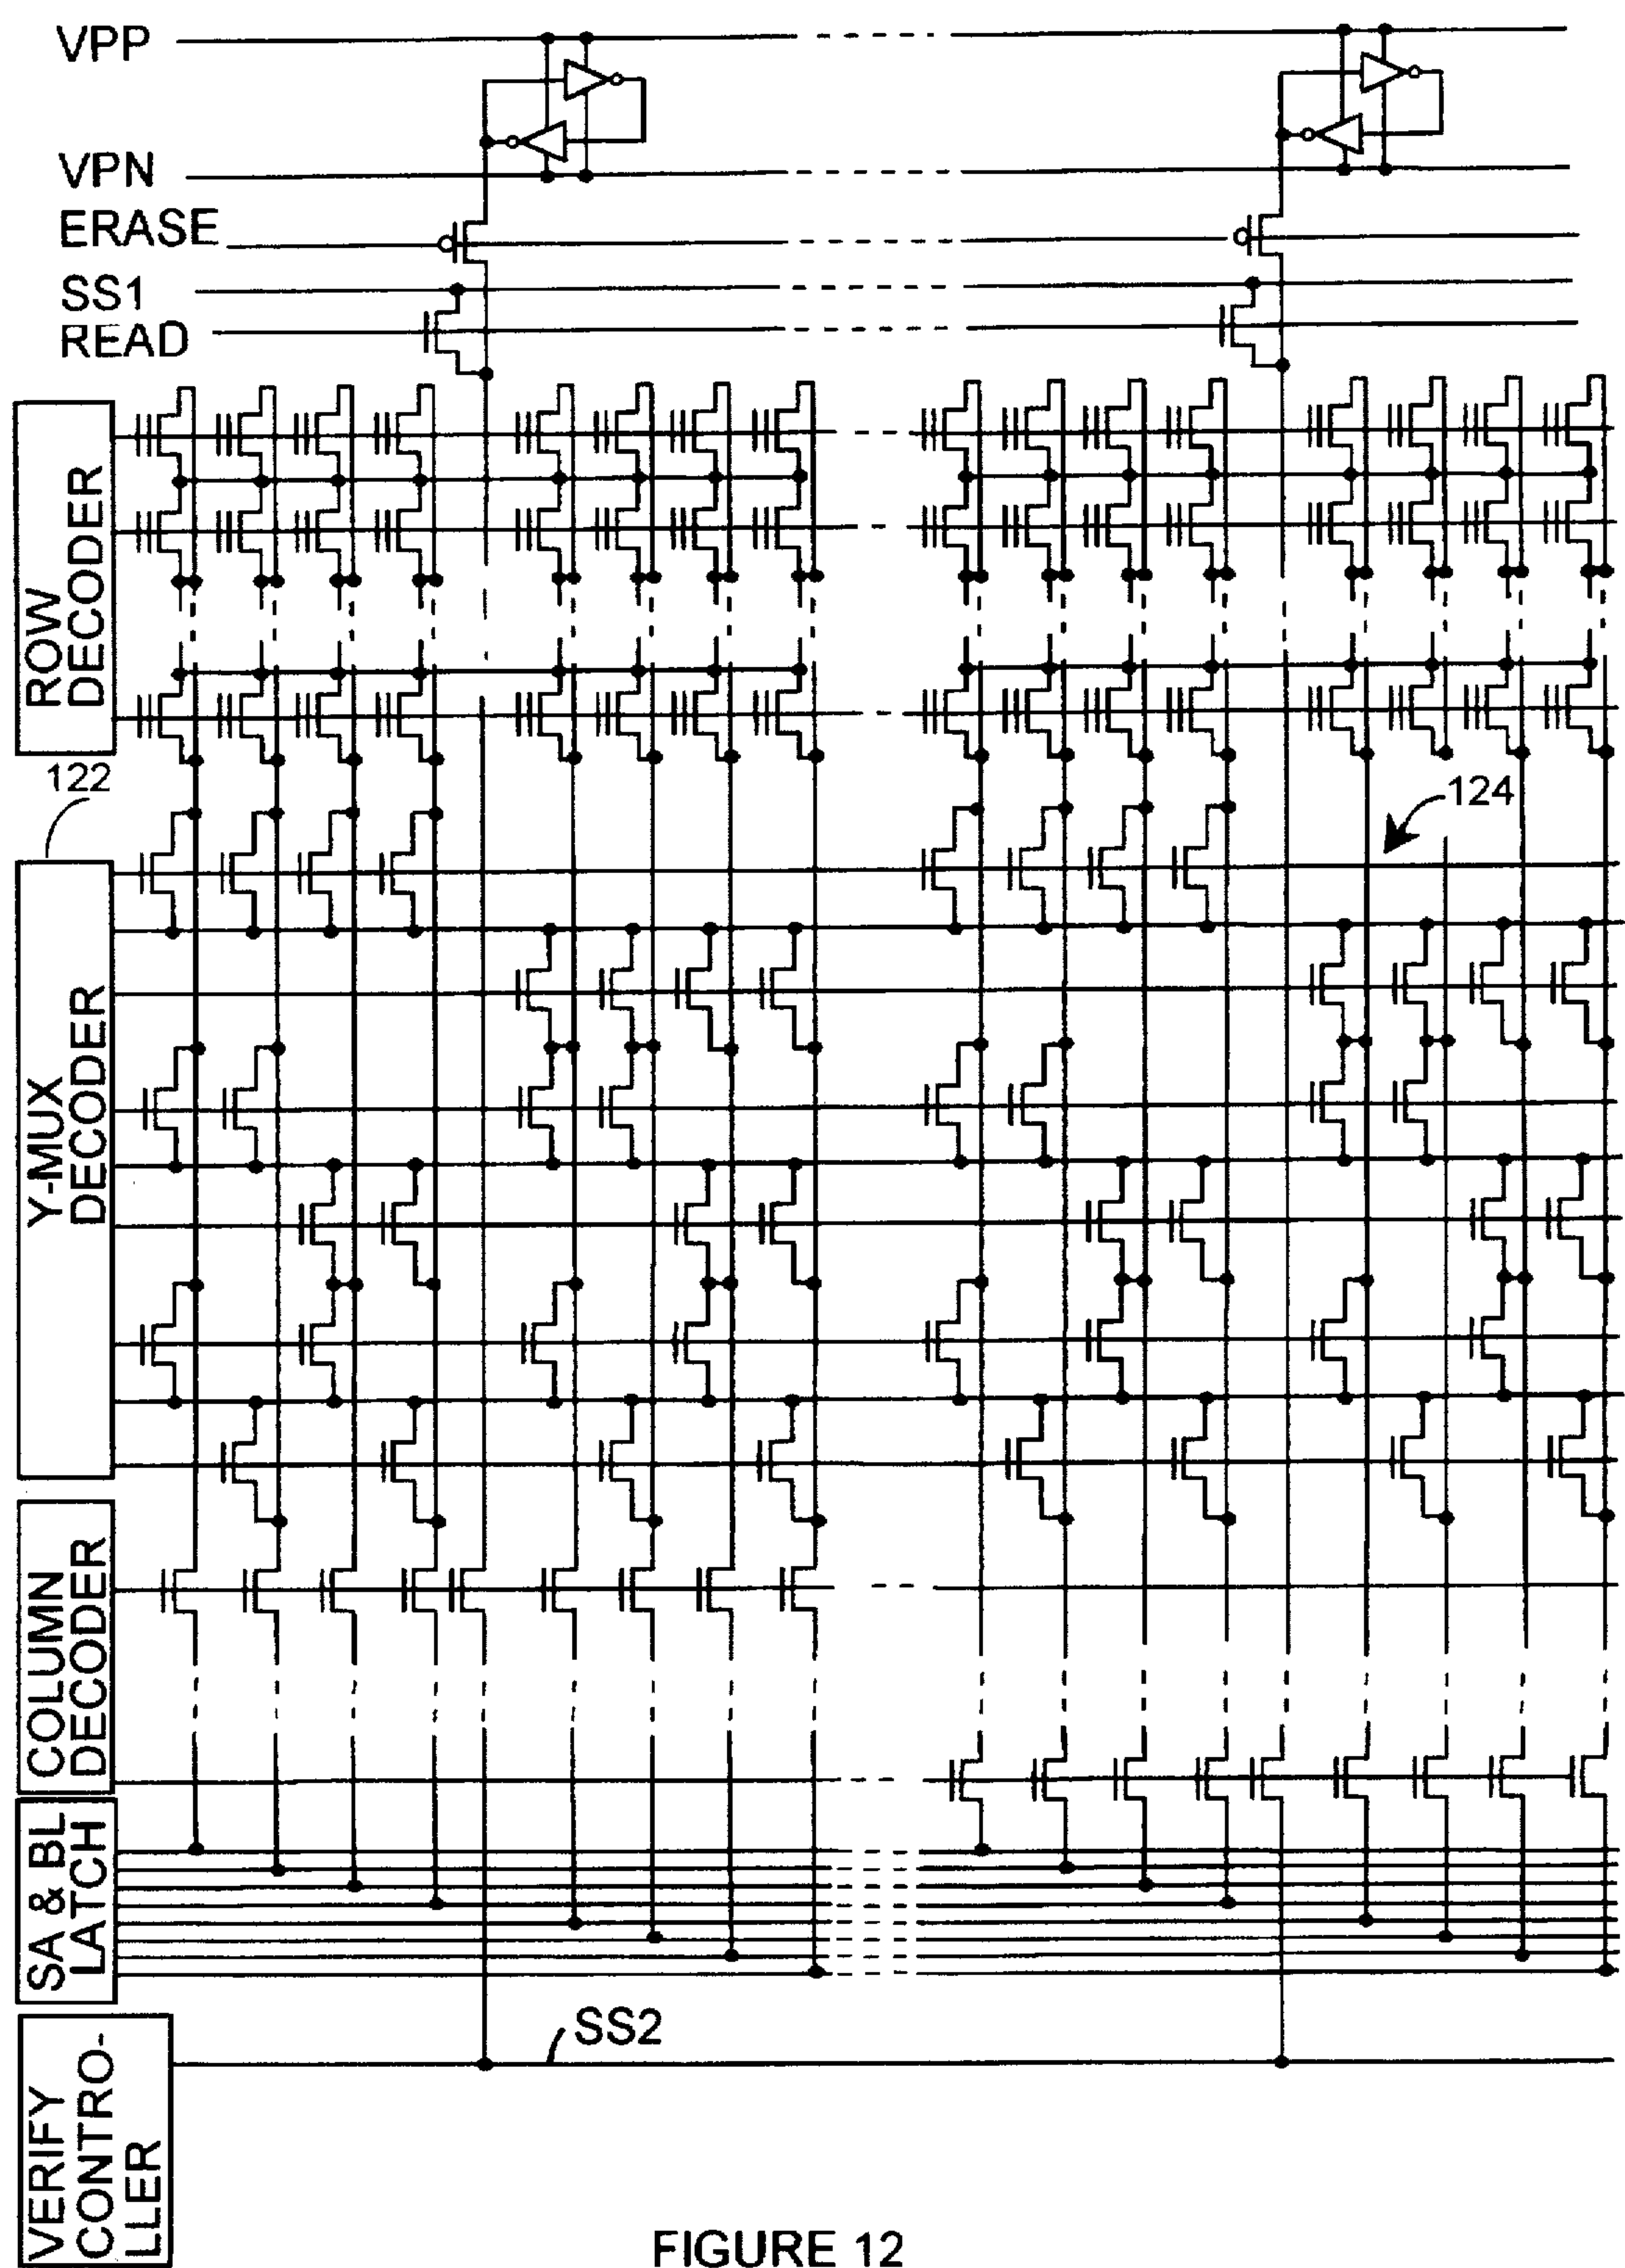 VPP
VPN
ERASE
SS1
READ
ROW
DECODER
122
124
Y-MUX
DECODER
COLUMN
DECODER
SA & BL
LATCH
SS2
VERIFY
CONTRO-
LLER
FIGURE 12